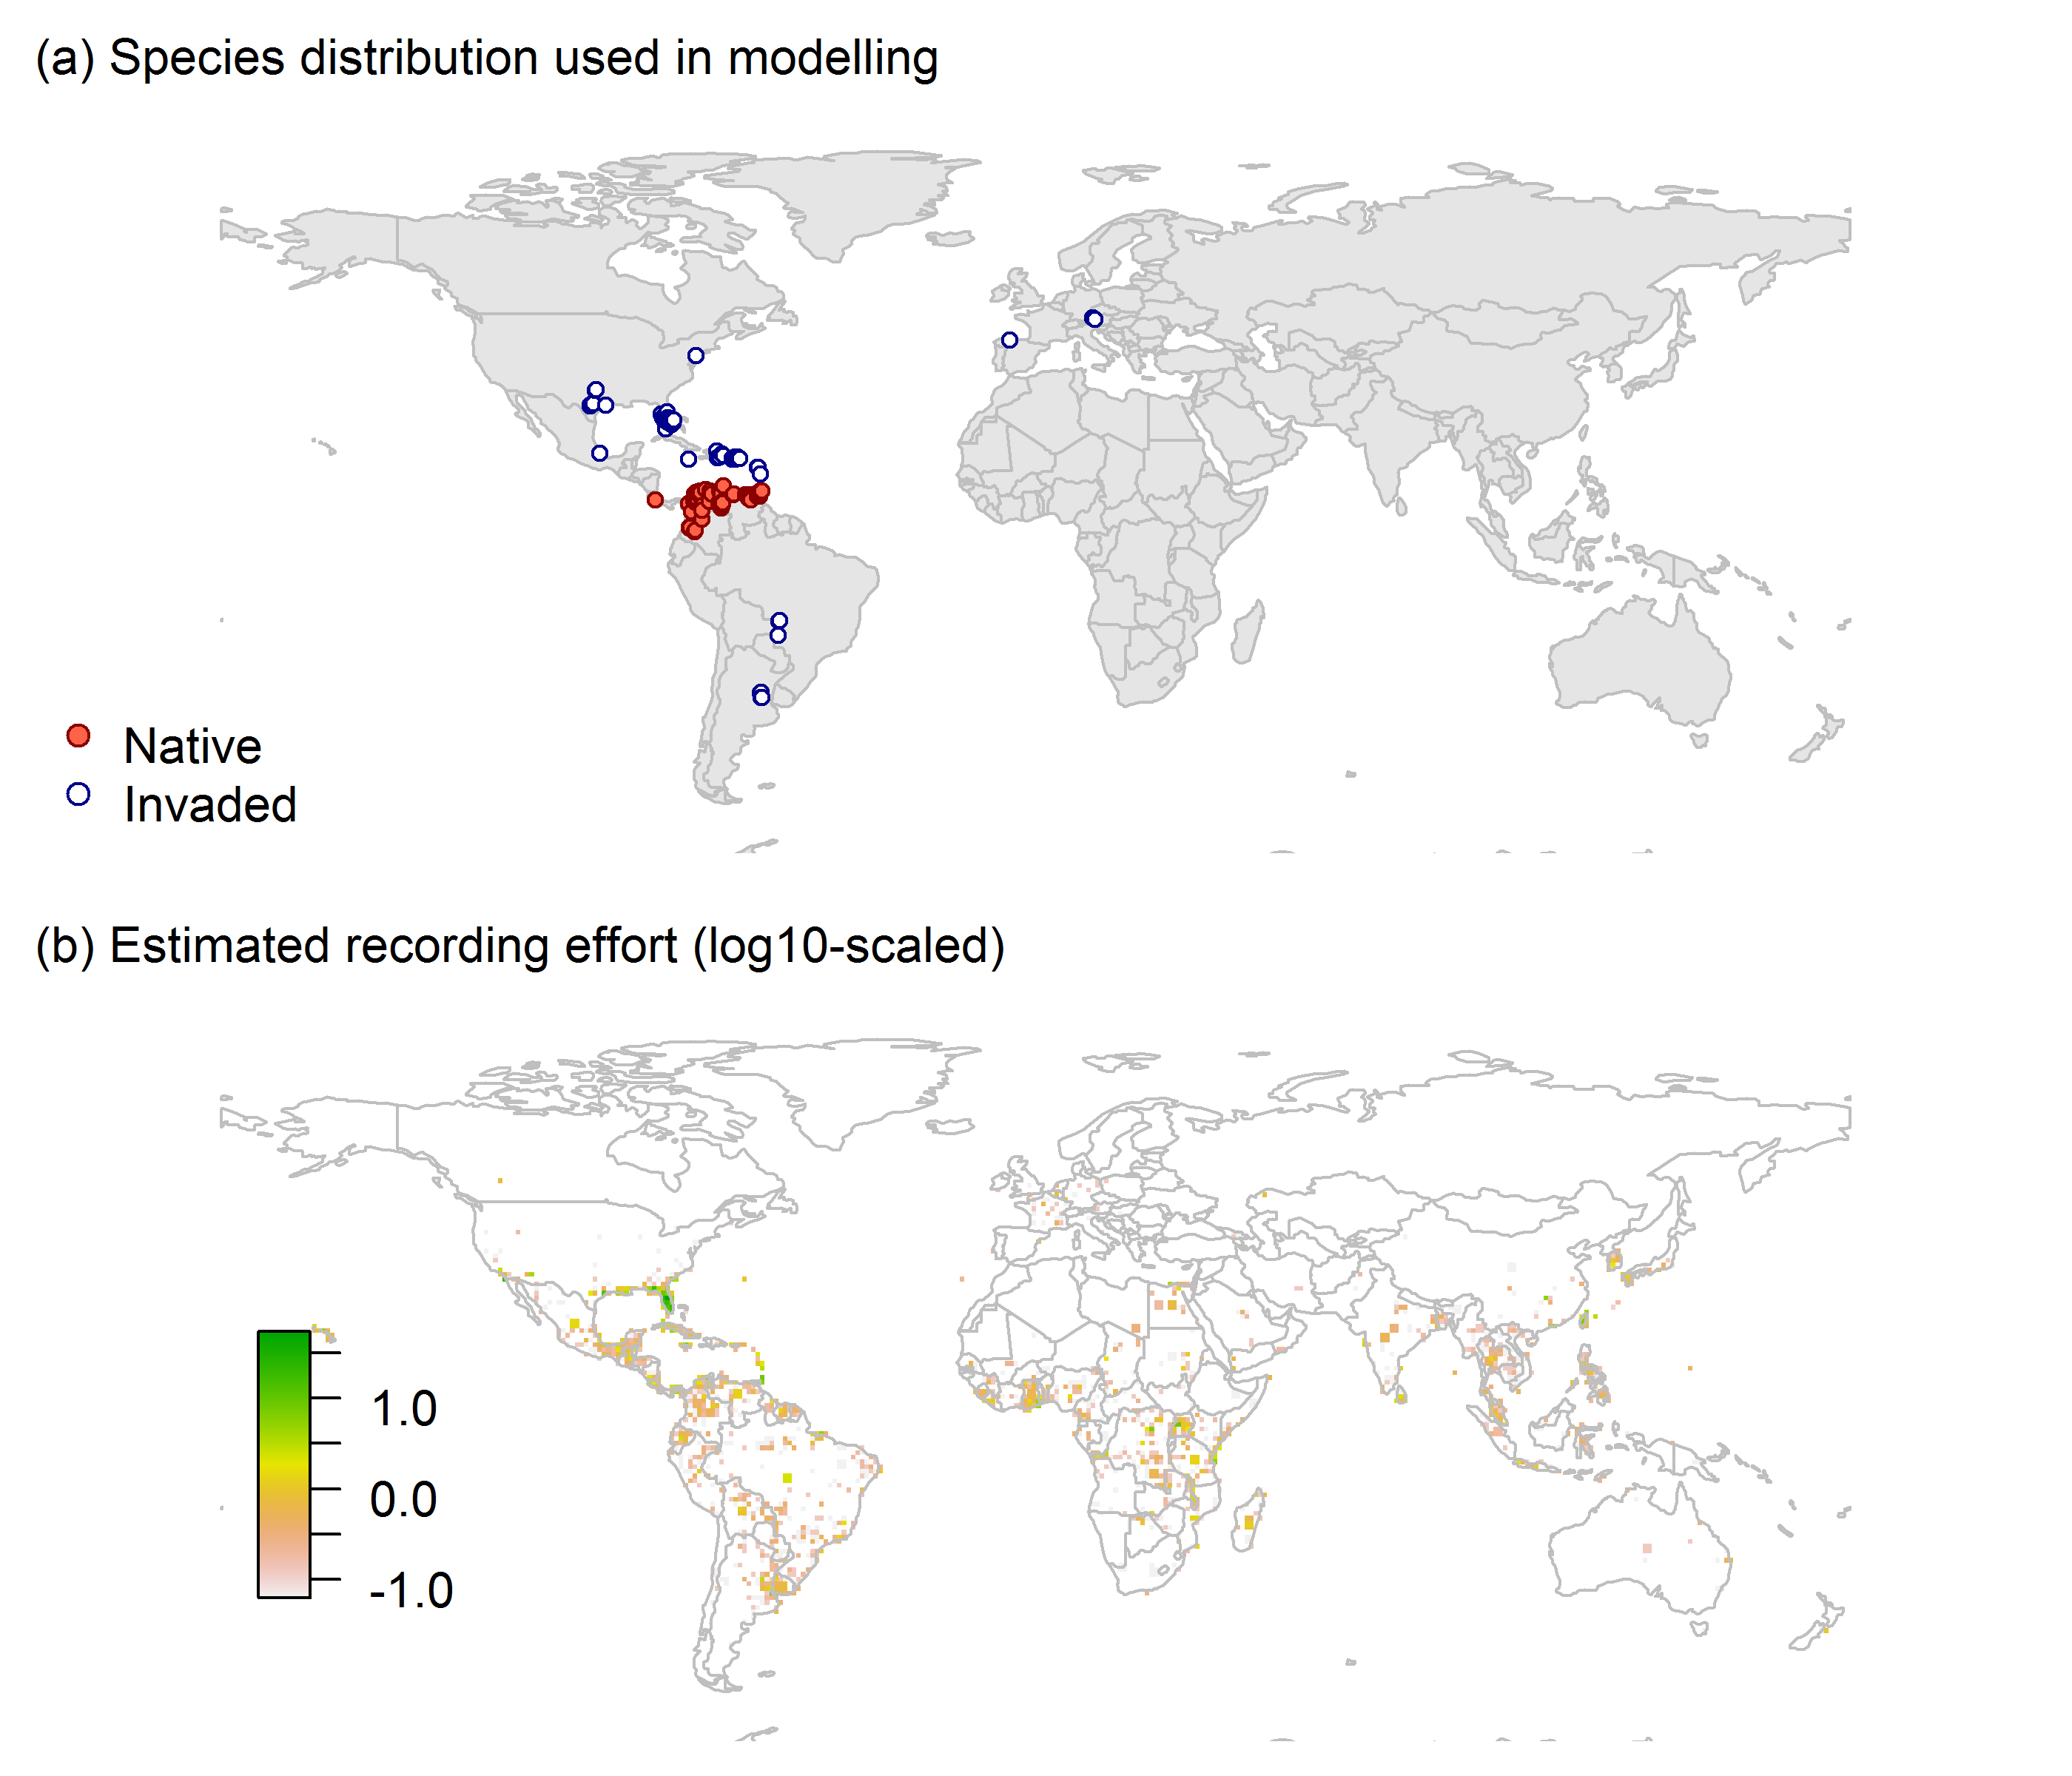 (a) Species distribution used in modelling
Native
Invaded
(b) Estimated recording effort (log10-scaled)
1.0
0.0
-1.0